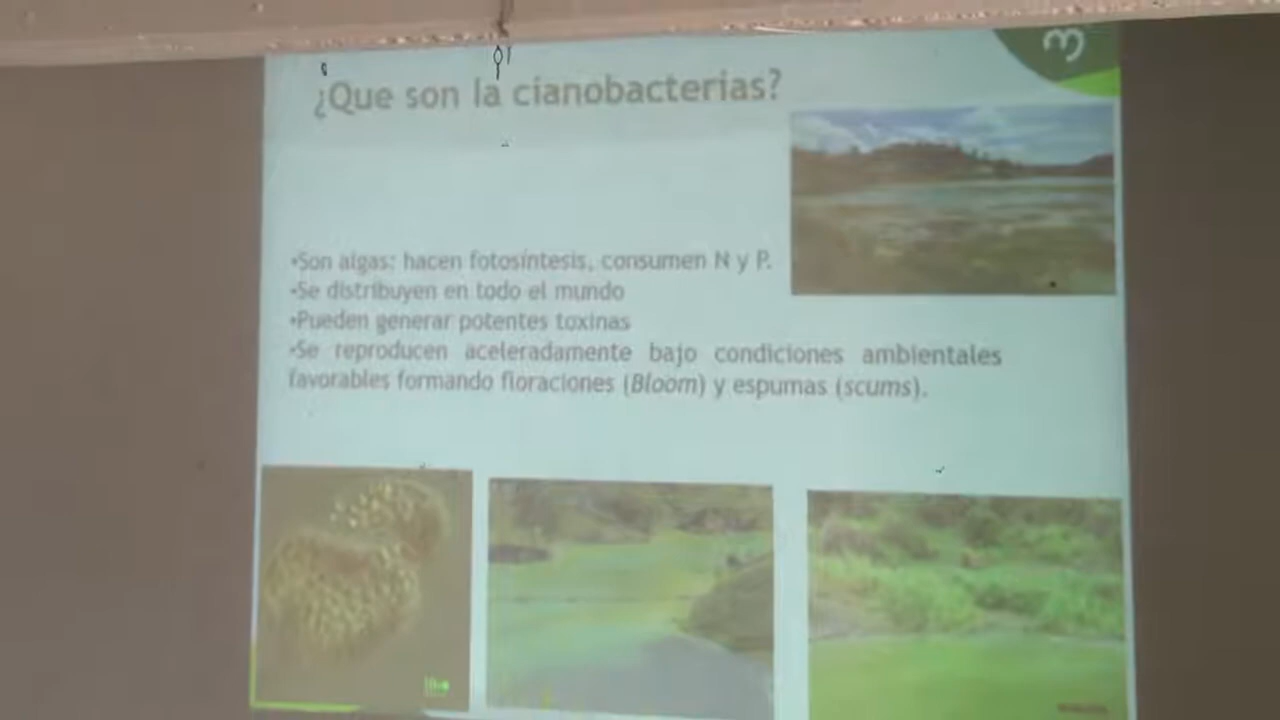 ¿Que son la cianobacterias?
•Son algas: hacen fotosíntesis, consumen N y P.
•Se distribuyen en todo el mundo
•Pueden generar potentes toxinas
•Se reproducen aceleradamente bajo condiciones ambientales
favorables formando floraciones (Bloom) y espumas (scums).